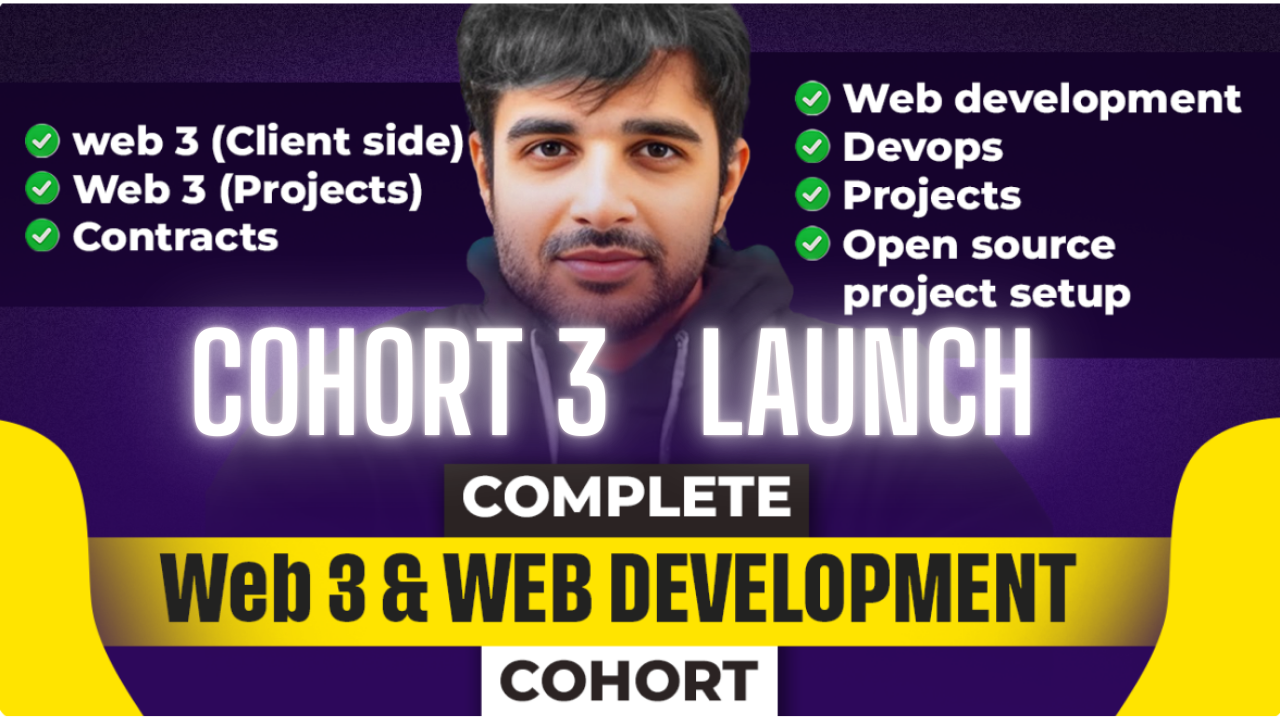 web 3 (Client side)
Web 3 (Projects)
Contracts
Web development
Devops
Projects
Open source
project setup
COHORT 3 LAUNCH
COMPLETE
Web 3 & WEB DEVELOPMENT
COHORT